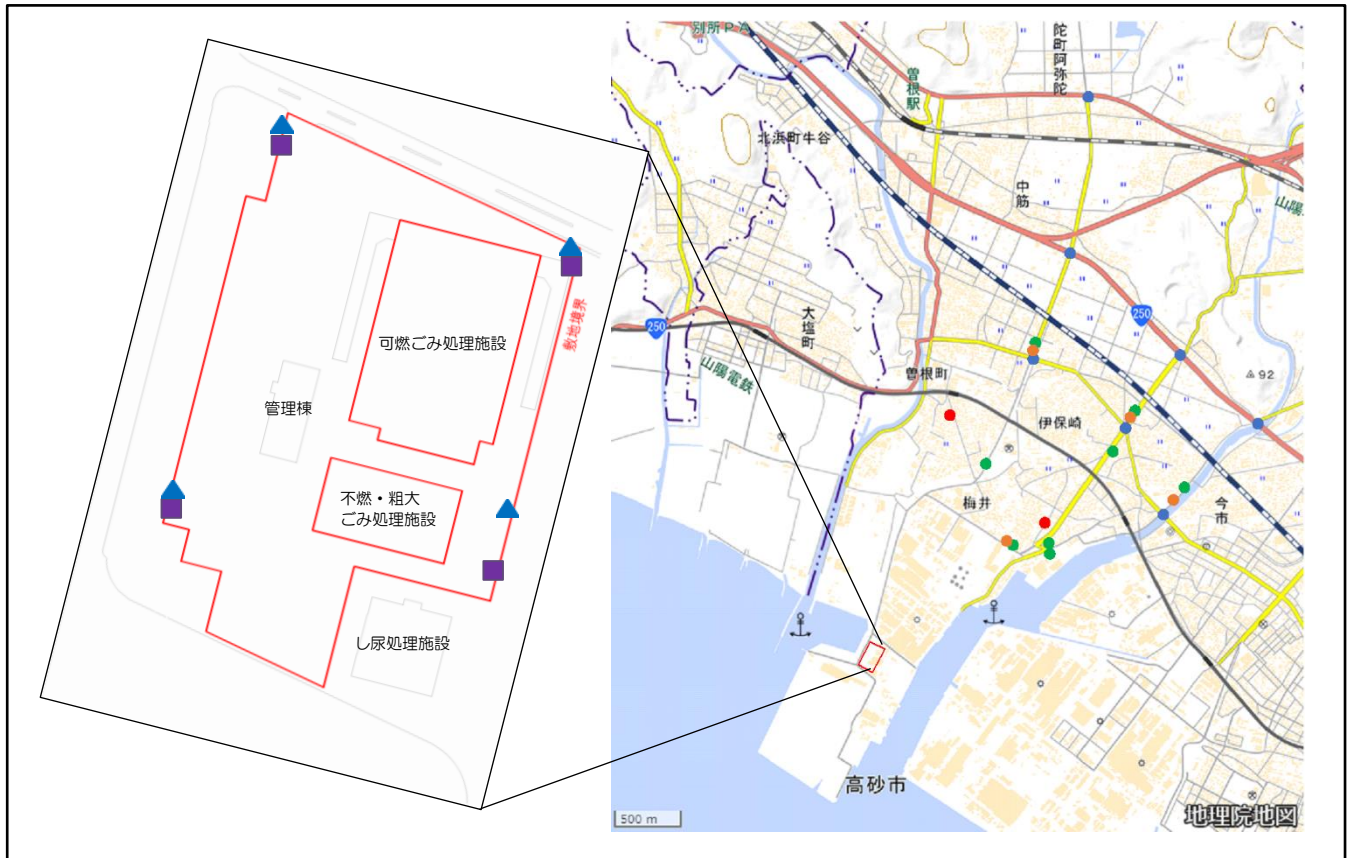 可燃ごみ処理施設
敷地境界
管理棟
不燃・粗大
ごみ処理施設
し尿処理施設
別所PA
陀町阿弥陀
曽根駅
北浜町牛谷
中筋
山陽
250
250
大塩町
山陽電鉄
曽根町
92
伊保崎
梅井
今市
高砂市
500 m
地理院地図